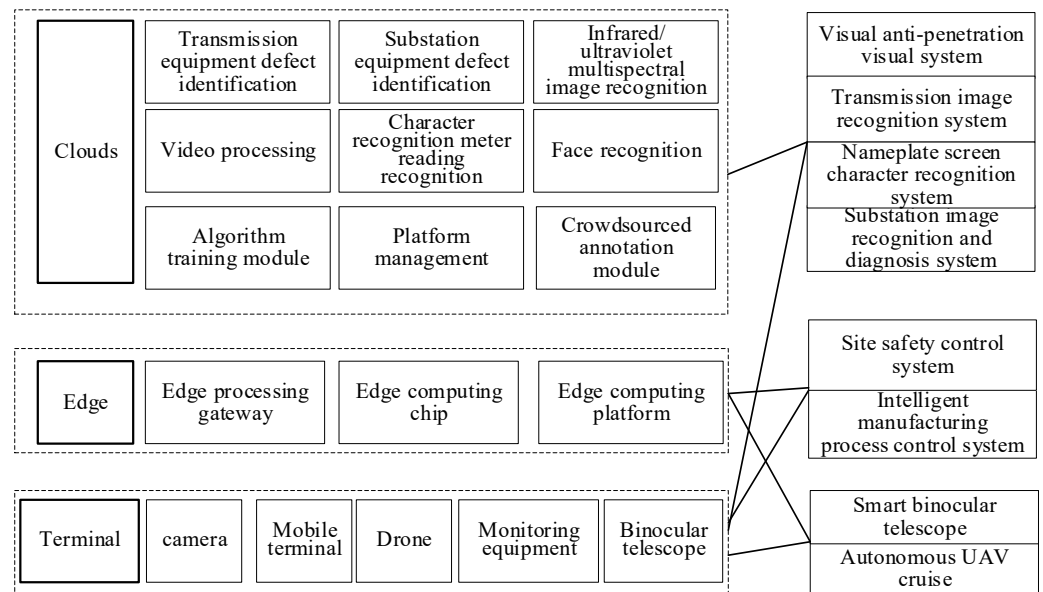 Clouds
Transmission
equipment defect
identification
Substation
equipment defect
identification
Infrared/
ultraviolet
multispectral
image recognition
Video processing
Character
recognition meter
reading
recognition
Face recognition
Algorithm
training module
Platform
management
Crowdsourced
annotation
module
Visual anti-penetration
visual system
Transmission image
recognition system
Nameplate screen
character recognition
system
Substation image
recognition and
diagnosis system
Edge
Edge processing
gateway
Edge computing
chip
Edge computing
platform
Site safety control
system
Intelligent
manufacturing
process control system
Terminal
camera
Mobile
terminal
Drone
Monitoring
equipment
Binocular
telescope
Smart binocular
telescope
Autonomous UAV
cruise